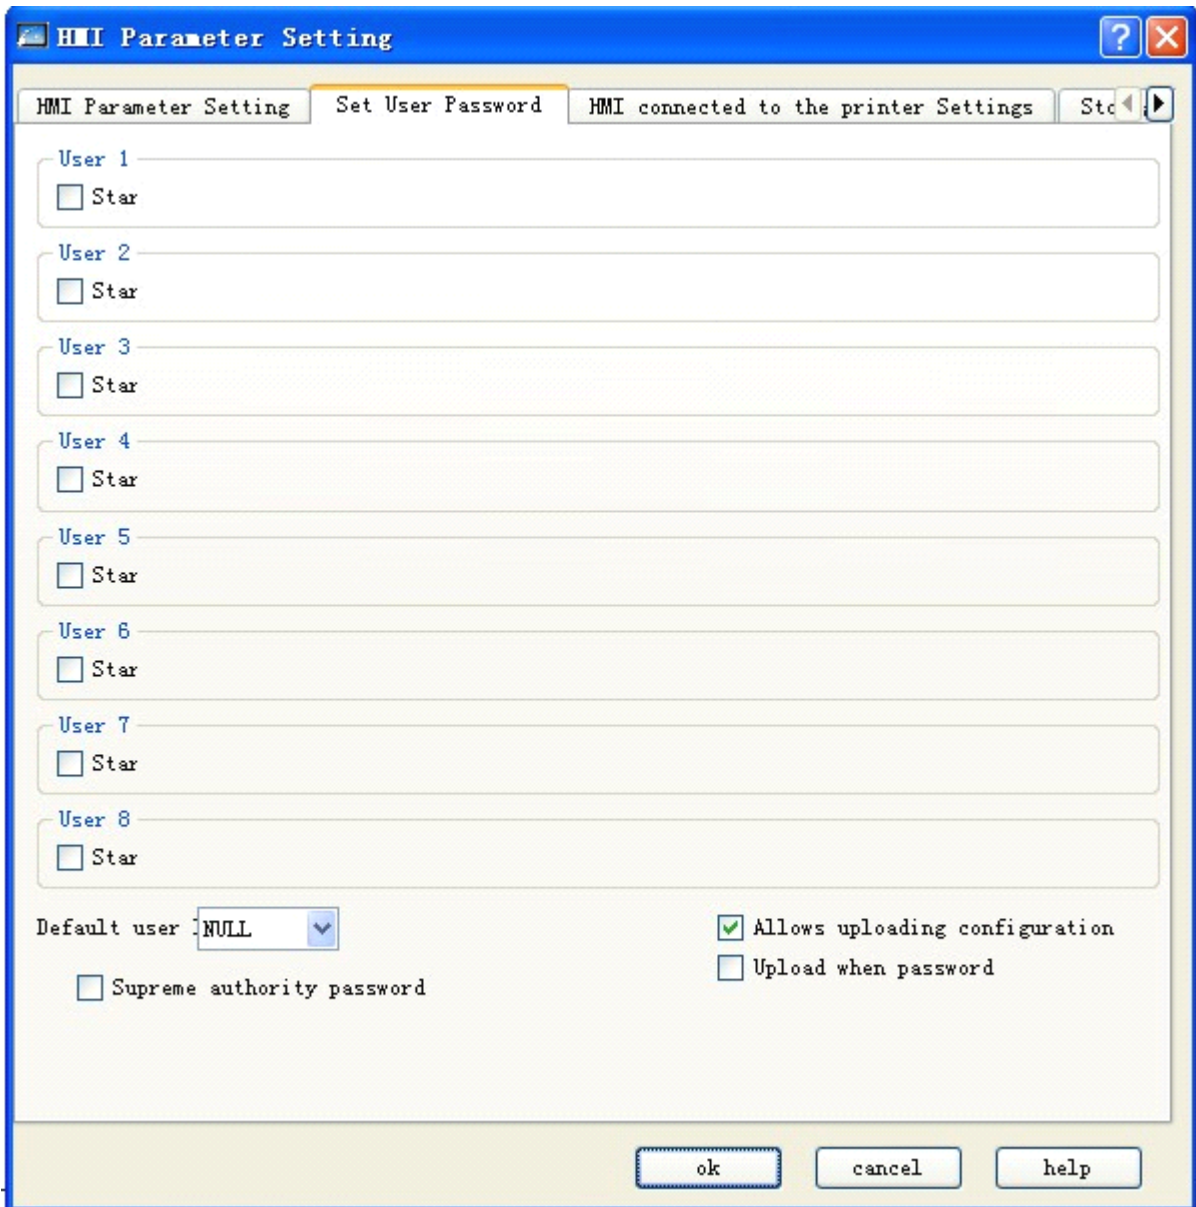 HMI Parameter Setting
HMI Parameter Setting Set User Password HMI connected to the printer Settings
User 1
Star
User 2
Star
User 3
Star
User 4
Star
User 5
Star
User 6
Star
User 7
Star
User 8
Star
Default user NULL Allows uploading configuration
Upload when password
Supreme authority password
ok cancel help